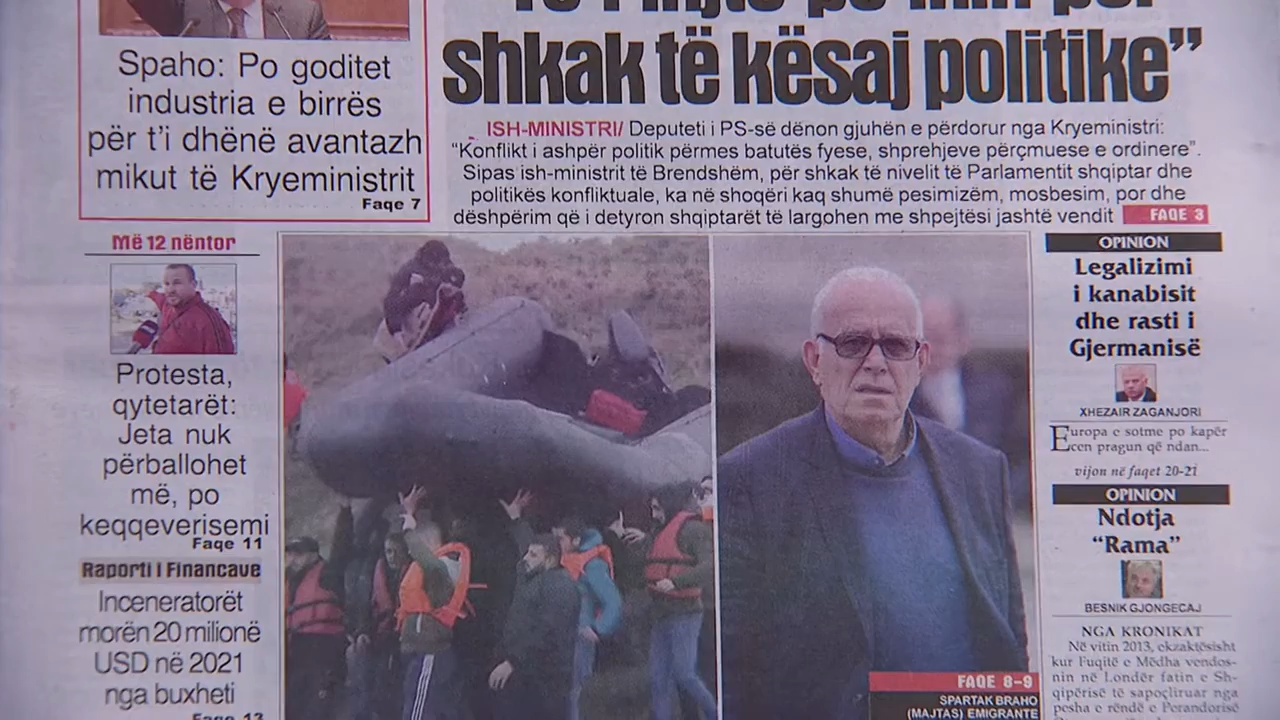 shkak të kësaj politike”
Spaho: Po goditet
industria e birrës
për t’i dhënë avantazh
mikut të Kryeministrit
Faqe 7
ISH-MINISTRI/ Deputeti i PS-së dënon gjuhën e përdorur nga Kryeministri:
“Konflikt i ashpër politik përmes batutës fyese, shprehjeve përçmuese e ordinere”.
Sipas ish-ministrit të Brendshëm, për shkak të nivelit të Parlamentit shqiptar dhe
politikës konfliktuale, ka në shoqëri kaq shumë pesimizëm, mosbesim, por dhe
dëshpërim që i detyron shqiptarët të largohen me shpejtësi jashtë vendit FAQE 3
Më 12 nëntor
Protesta,
qytetarët:
Jeta nuk
përballohet
më, po
keqqeverisemi
Faqe 11
Raporti i Financave
Inceneratorët
morën 20 milionë
USD në 2021
nga buxheti
Faqe 13
FAQE 8-9
SPARTAK BRAHO
(MAJTAS) EMIGRANTE
OPINION
Legalizimi
i kanabisit
dhe rasti i
Gjermanisë
XHEZAIR ZAGANJORI
Europa e sotme po kapër
cen pragun që ndan...
vijon në faqet 20-21
OPINION
Ndotja
“Rama”
BESNIK GJONGECAJ
NGA KRONIKAT
Në vitin 2013, ekzaktësisht
kur Fuqitë e Mëdha vendos-
nin në Londër fatin e Sh-
qipërisë të sapoçliruar nga
pesha e rëndë e Perandorisë